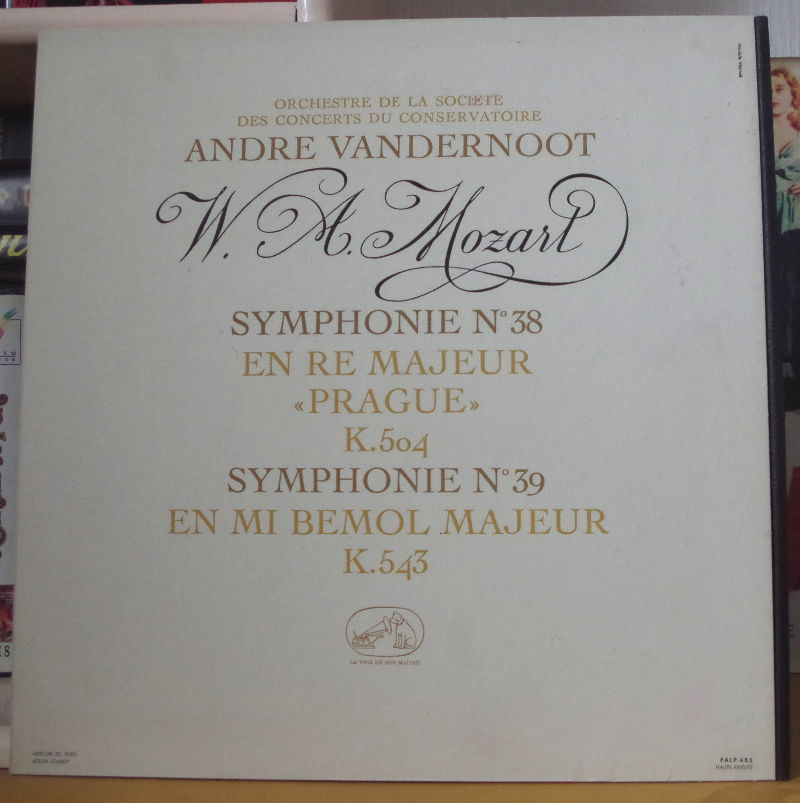 ORCHESTRE DE LA SOCIETE
DES CONCERTS DU CONSERVATOIRE
ANDRE VANDERNOOT
W. A. Mozart
SYMPHONIE N° 38
EN RE MAJEUR
«PRAGUE»
K.504
SYMPHONIE N° 39
EN MI BEMOL MAJEUR
K.543
LA VOIX DE SON MAITRE
FALP 485
HAUTE FIDELITE